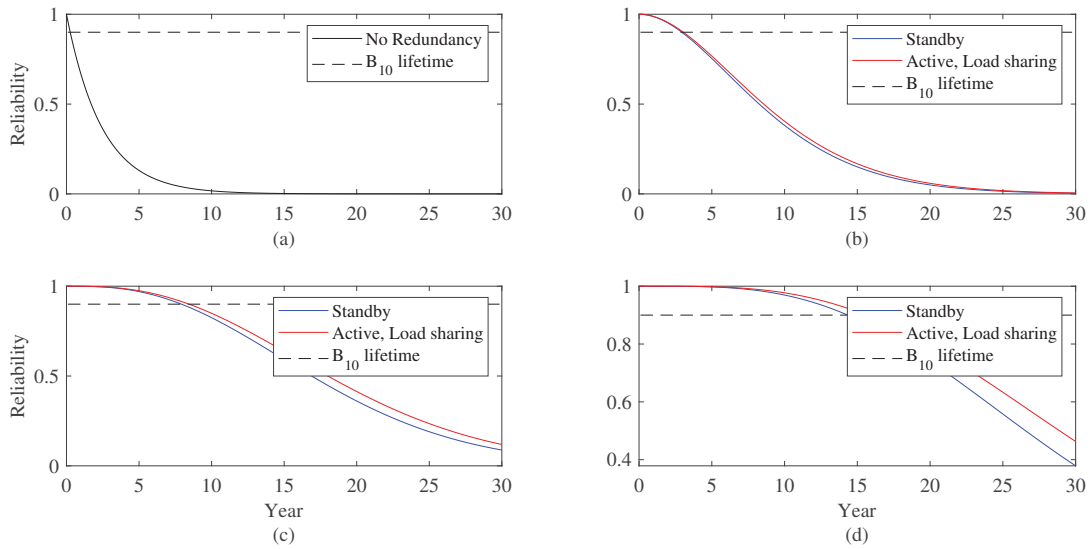 1
0.5
0
Reliability
No Redundancy
B10 lifetime
0 5 10 15 20 25 30
(a)
1
0.5
0
Standby
Active, Load sharing
B10 lifetime
0 5 10 15 20 25 30
(b)
1
0.5
0
Reliability
Standby
Active, Load sharing
B10 lifetime
0 5 10 15 20 25 30
Year
(c)
1
0.8
0.6
0.4
Standby
Active, Load sharing
B10 lifetime
0 5 10 15 20 25 30
Year
(d)